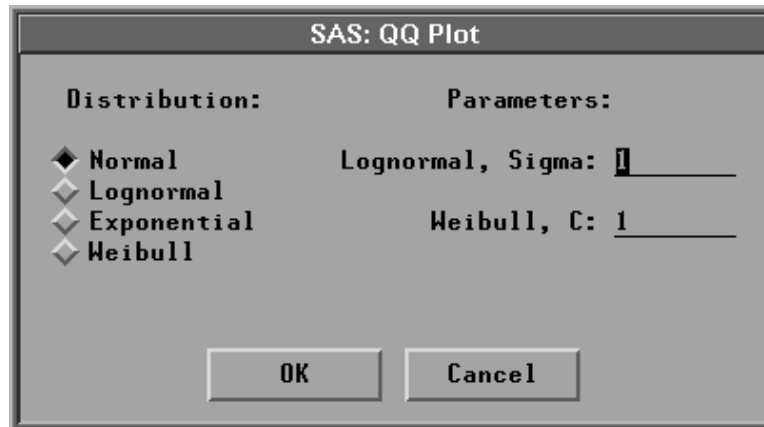 SAS: QQ Plot
Distribution: Parameters:
Normal Lognormal, Sigma: 1
Lognormal
Exponential Weibull, C: 1
Weibull
OK Cancel